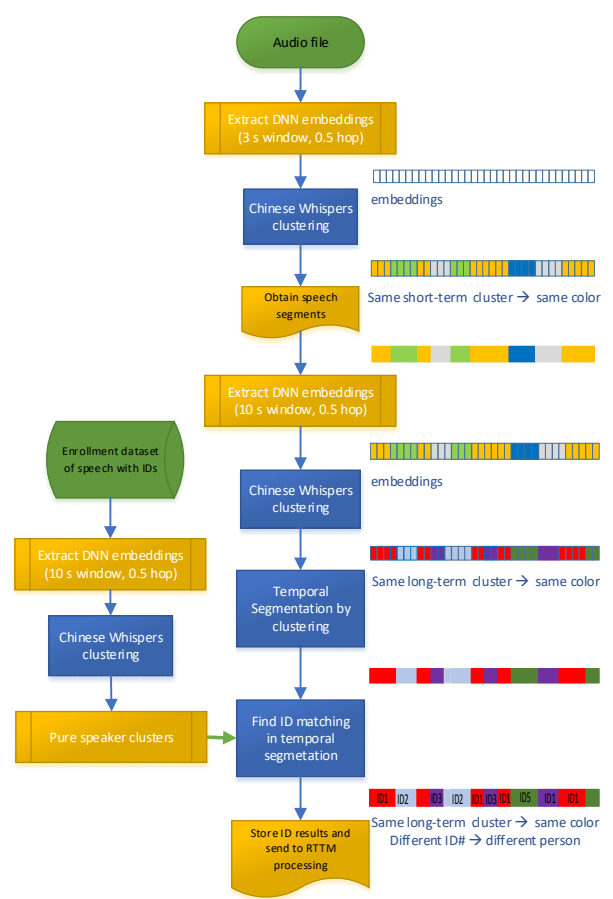 Audio file
Extract DNN embeddings
(3 s window, 0.5 hop)
Chinese Whispers
clustering
embeddings
Obtain speech
segments
Same short-term cluster → same color
Extract DNN embeddings
(10 s window, 0.5 hop)
Enrollment dataset
of speech with IDs
Chinese Whispers
clustering
embeddings
Extract DNN embeddings
(10 s window, 0.5 hop)
Temporal
Segmentation by
clustering
Same long-term cluster → same color
Chinese Whispers
clustering
Pure speaker clusters
Find ID matching
in temporal
segmetation
ID1 ID2 ID3 ID2 ID1 ID3 ID1 ID5 ID1 ID1
Same long-term cluster → same color
Different ID# → different person
Store ID results and
send to RTTM
processing